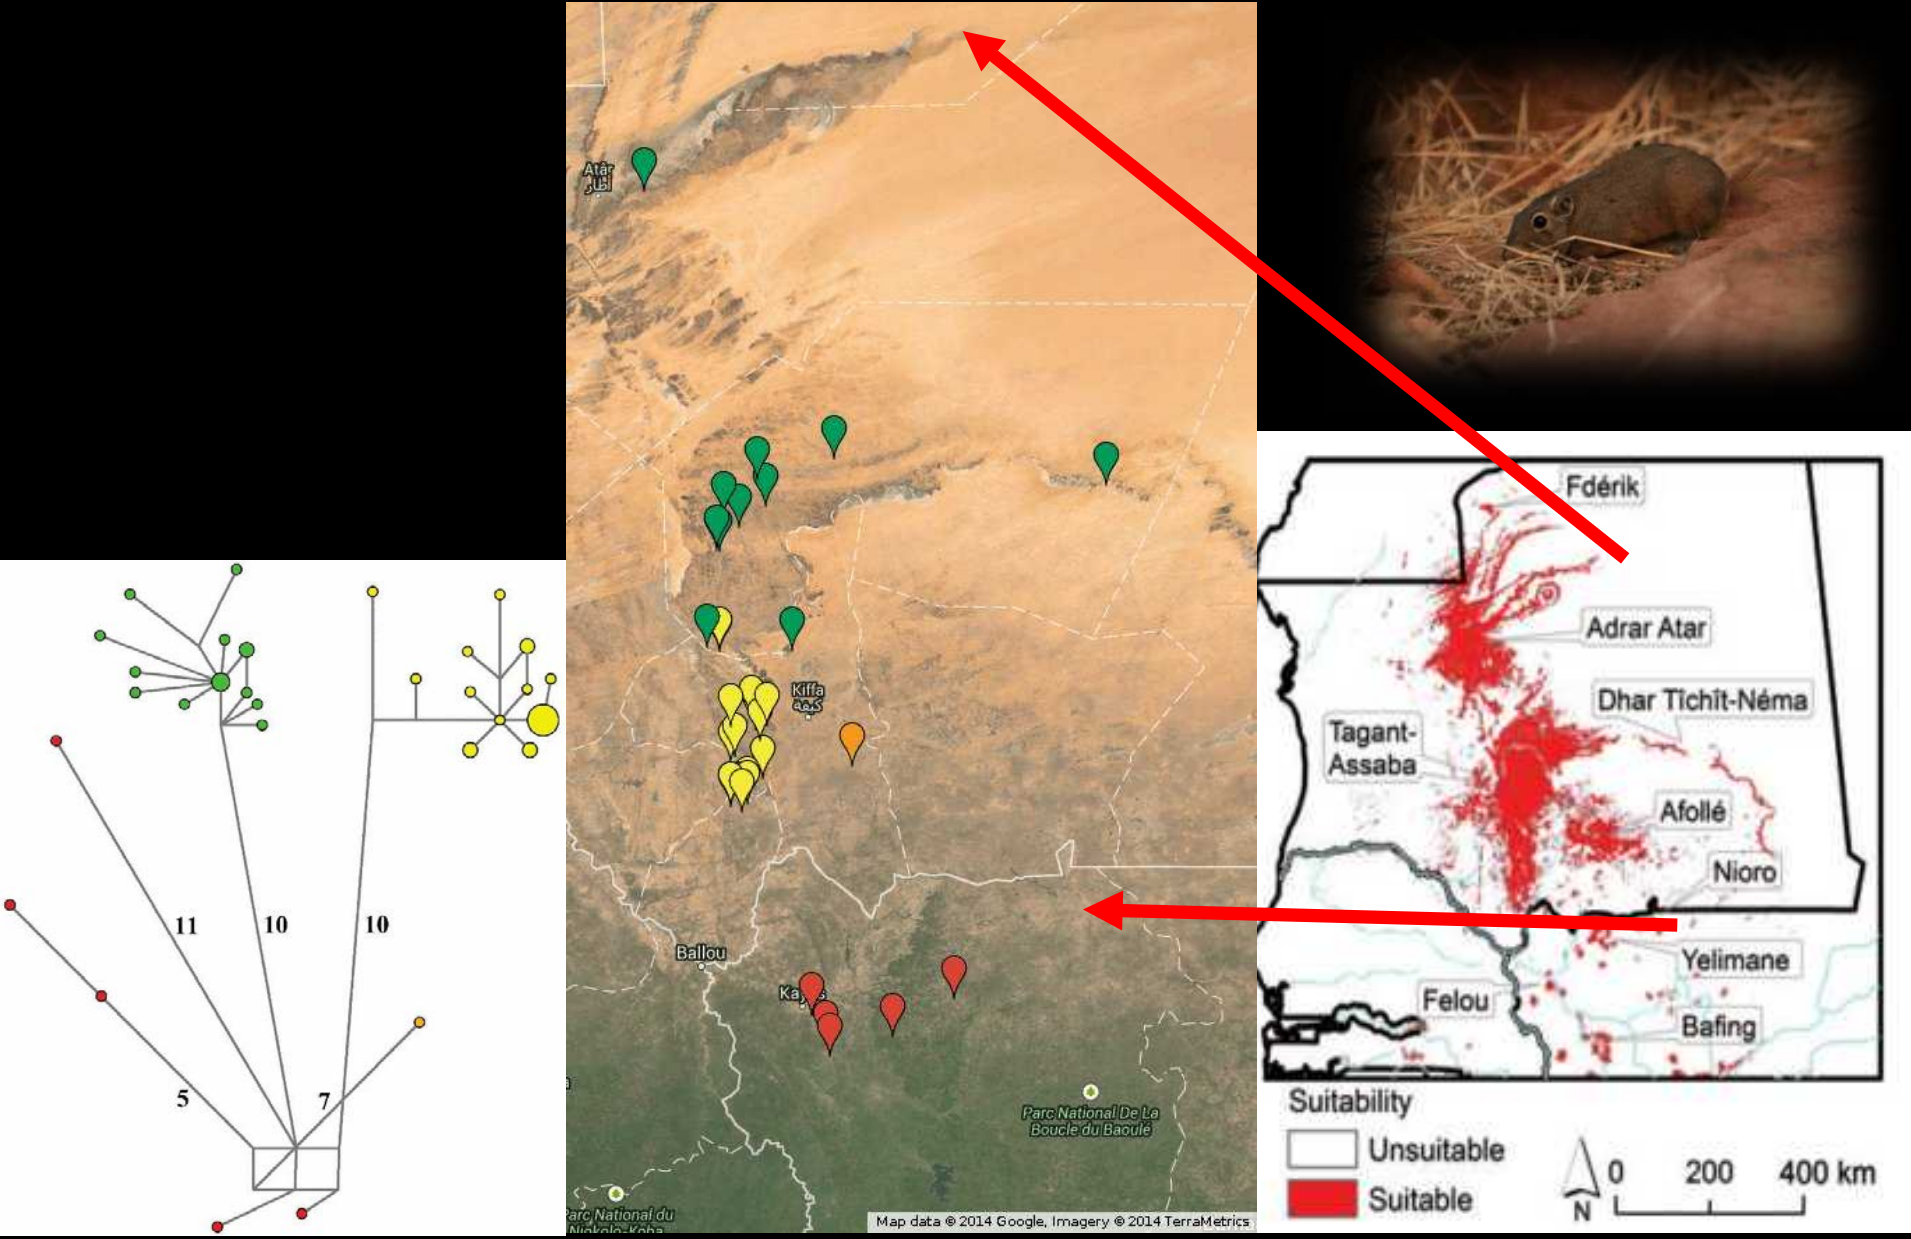 Atâr
أطار
Kiffa
كيفة
Ballou
Parc National De La
Boucle du Baoulé
Parc National du
Niokolo-Koba
Map data © 2014 Google, Imagery © 2014 TerraMetrics
11
10
10
5
7
Fdérik
Adrar Atar
Dhar Tîchît-Néma
Tagant-
Assaba
Afollé
Nioro
Yelimane
Felou
Bafing
Suitability
Unsuitable
Suitable
N
0
200
400 km